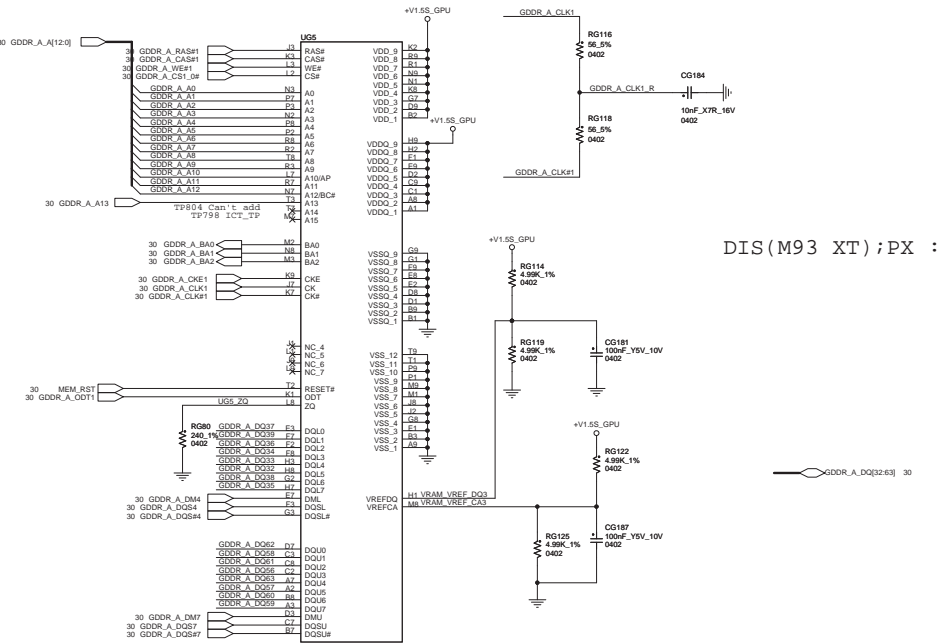 +V1.5S_GPU
GDDR_A_CLK1
RG116
56_5%
0402
CG184
GDDR_A_CLK1_R
10nF_X7R_16V
0402
RG118
56_5%
0402
GDDR_A_CLK#1
30 GDDR_A_A[12:0]
UG5
30 GDDR_A_RAS#1 J3 RAS#
30 GDDR_A_CAS#1 K3 CAS#
30 GDDR_A_WE#1 L3 WE#
30 GDDR_A_CS1_0# L2 CS#
GDDR_A_A0 N3 A0
GDDR_A_A1 P7 A1
GDDR_A_A2 P3 A2
GDDR_A_A3 N2 A3
GDDR_A_A4 P8 A4
GDDR_A_A5 P2 A5
GDDR_A_A6 R8 A6
GDDR_A_A7 R2 A7
GDDR_A_A8 T8 A8
GDDR_A_A9 R3 A9
GDDR_A_A10 L7 A10/AP
GDDR_A_A11 R7 A11
GDDR_A_A12 N7 A12/BC#
30 GDDR_A_A13 T3 A13
TP804 Can't add A14
TP798 ICT_TP A15
30 GDDR_A_BA0 M2 BA0
30 GDDR_A_BA1 N8 BA1
30 GDDR_A_BA2 M3 BA2
30 GDDR_A_CKE1 K9 CKE
30 GDDR_A_CLK1 J7 CK
30 GDDR_A_CLK#1 K7 CK#
NC_4
NC_5
NC_6
NC_7
30 MEM_RST T2 RESET#
30 GDDR_A_ODT1 K1 ODT
UG5_ZQ L8 ZQ
RG80
240_1%
0402
GDDR_A_DQ37 E3 DQL0
GDDR_A_DQ39 F7 DQL1
GDDR_A_DQ36 F2 DQL2
GDDR_A_DQ34 F8 DQL3
GDDR_A_DQ33 H3 DQL4
GDDR_A_DQ32 H8 DQL5
GDDR_A_DQ38 G2 DQL6
GDDR_A_DQ35 H7 DQL7
30 GDDR_A_DM4 E7 DML
30 GDDR_A_DQS4 F3 DQSL
30 GDDR_A_DQS#4 G3 DQSL#
GDDR_A_DQ62 D7 DQU0
GDDR_A_DQ58 C3 DQU1
GDDR_A_DQ61 C8 DQU2
GDDR_A_DQ56 C2 DQU3
GDDR_A_DQ63 A7 DQU4
GDDR_A_DQ57 A2 DQU5
GDDR_A_DQ60 B8 DQU6
GDDR_A_DQ59 A3 DQU7
30 GDDR_A_DM7 D3 DMU
30 GDDR_A_DQS7 C7 DQSU
30 GDDR_A_DQS#7 B7 DQSU#
VDD_9 K2
VDD_8 R9
VDD_7 R1
VDD_6 N9
VDD_5 N1
VDD_4 K8
VDD_3 G7
VDD_2 D9
VDD_1 B2
+V1.5S_GPU
VDDQ_9 H9
VDDQ_8 H2
VDDQ_7 F1
VDDQ_6 E9
VDDQ_5 D2
VDDQ_4 C9
VDDQ_3 C1
VDDQ_2 A8
VDDQ_1 A1
VSSQ_9 G9
VSSQ_8 G1
VSSQ_7 F9
VSSQ_6 E8
VSSQ_5 E2
VSSQ_4 D8
VSSQ_3 D1
VSSQ_2 B9
VSSQ_1 B1
VSS_12 T9
VSS_11 T1
VSS_10 P9
VSS_9 P1
VSS_8 M9
VSS_7 M1
VSS_6 J8
VSS_5 J2
VSS_4 G8
VSS_3 E1
VSS_2 B3
VSS_1 A9
VREFDQ H1 VRAM_VREF_DQ3
VREFCA M8 VRAM_VREF_CA3
+V1.5S_GPU
RG114
4.99K_1%
0402
RG119
4.99K_1%
0402
CG181
100nF_Y5V_10V
0402
+V1.5S_GPU
RG122
4.99K_1%
0402
RG125
4.99K_1%
0402
CG187
100nF_Y5V_10V
0402
DIS(M93 XT);PX :
GDDR_A_DQ[32:63] 30